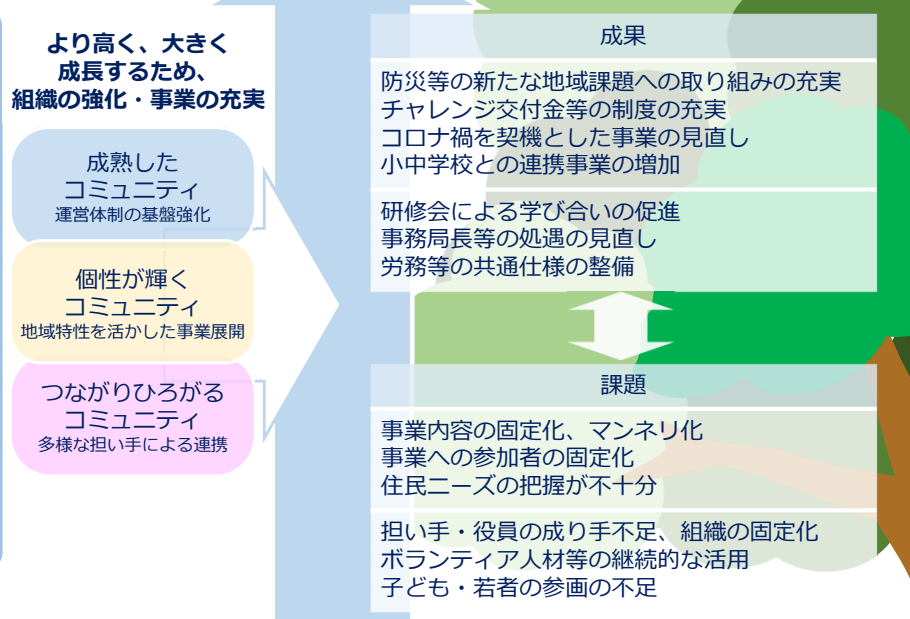 より高く、大きく
成長するため、
組織の強化・事業の充実
成熟した
コミュニティ
運営体制の基盤強化
個性が輝く
コミュニティ
地域特性を活かした事業展開
つながりひろがる
コミュニティ
多様な担い手による連携
成果
防災等の新たな地域課題への取り組みの充実
チャレンジ交付金等の制度の充実
コロナ禍を契機とした事業の見直し
小中学校との連携事業の増加
研修会による学び合いの促進
事務局長等の処遇の見直し
労務等の共通仕様の整備
課題
事業内容の固定化、マンネリ化
事業への参加者の固定化
住民ニーズの把握が不十分
担い手・役員の成り手不足、組織の固定化
ボランティア人材等の継続的な活用
子ども・若者の参画の不足